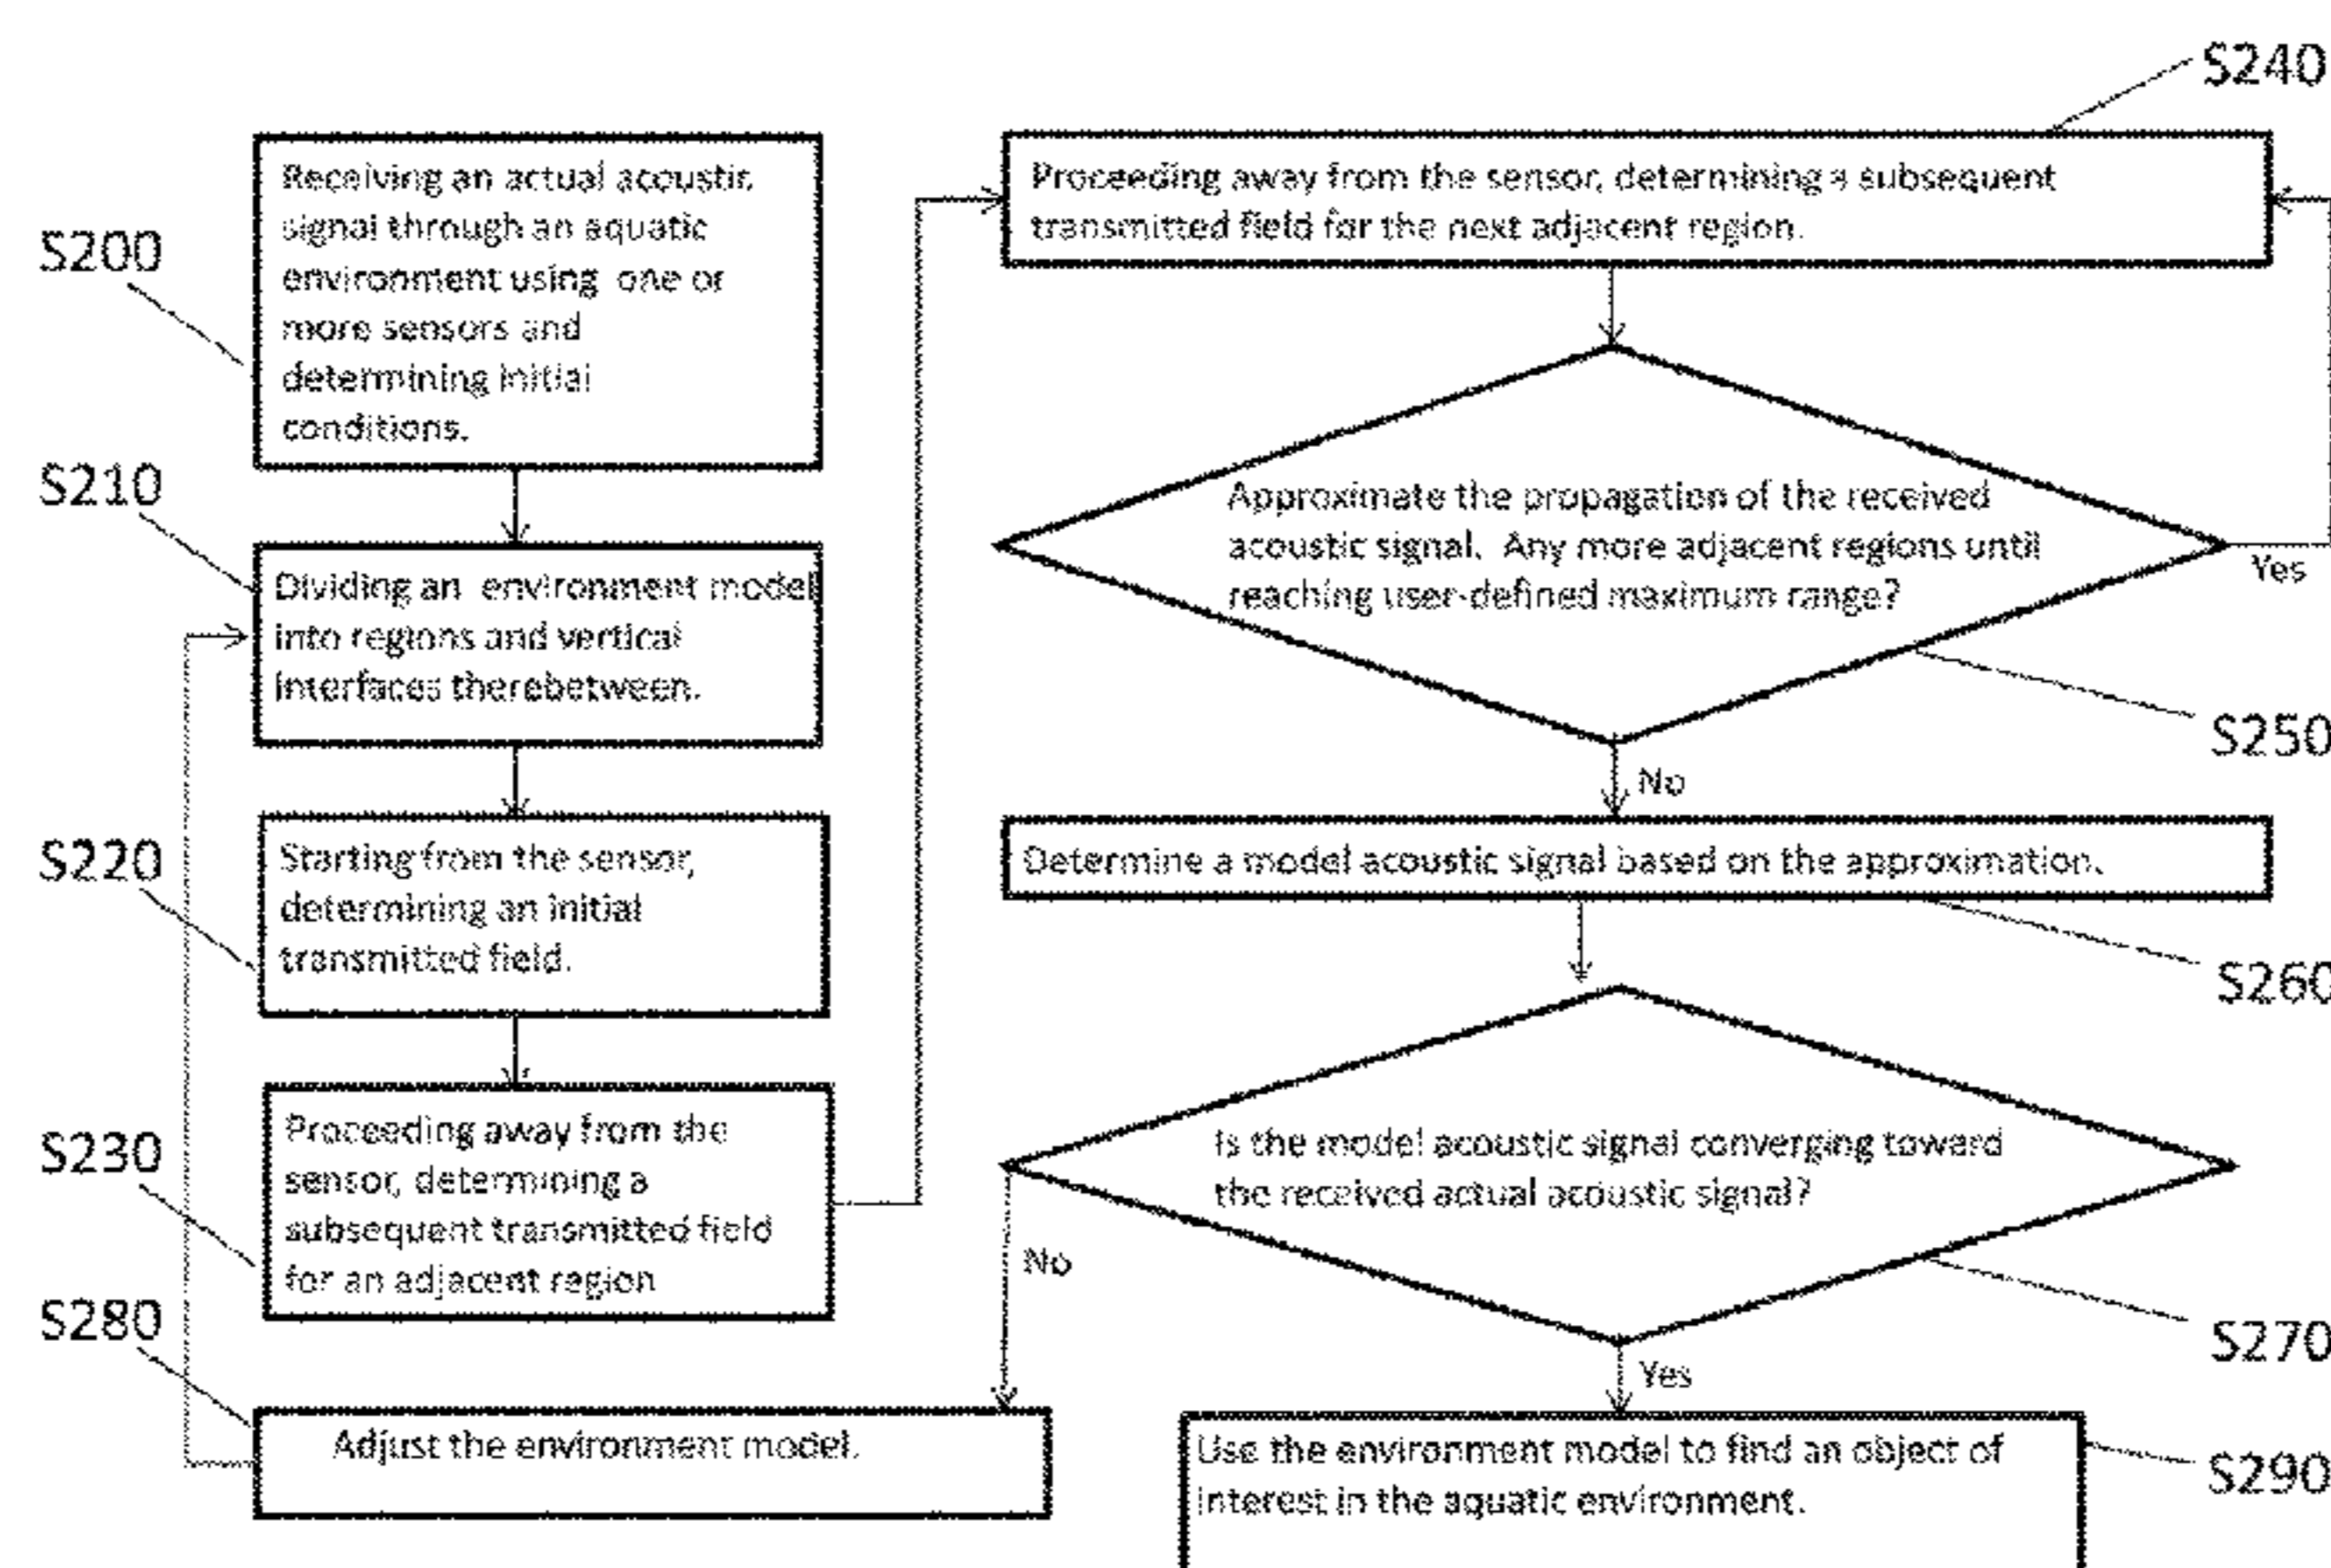 S200
Receiving an actual acoustic
signal through an aquatic
environment using one or
more sensors and
determining initial
conditions.
S210
Dividing an environment model
into regions and vertical
interfaces therebetween.
S220
Starting from the sensor,
determining an initial
transmitted field.
S230
Proceeding away from the
sensor, determining a
subsequent transmitted field
for an adjacent region
S280
Adjust the environment model.
S240
Proceeding away from the sensor, determining a subsequent
transmitted field for the next adjacent region.
Approximate the propagation of the received
acoustic signal. Any more adjacent regions until
reaching user-defined maximum range?
Yes
S250
No
Determine a model acoustic signal based on the approximation.
S260
Is the model acoustic signal converging toward
the received actual acoustic signal?
No
S270
Yes
Use the environment model to find an object of
interest in the aquatic environment.
S290